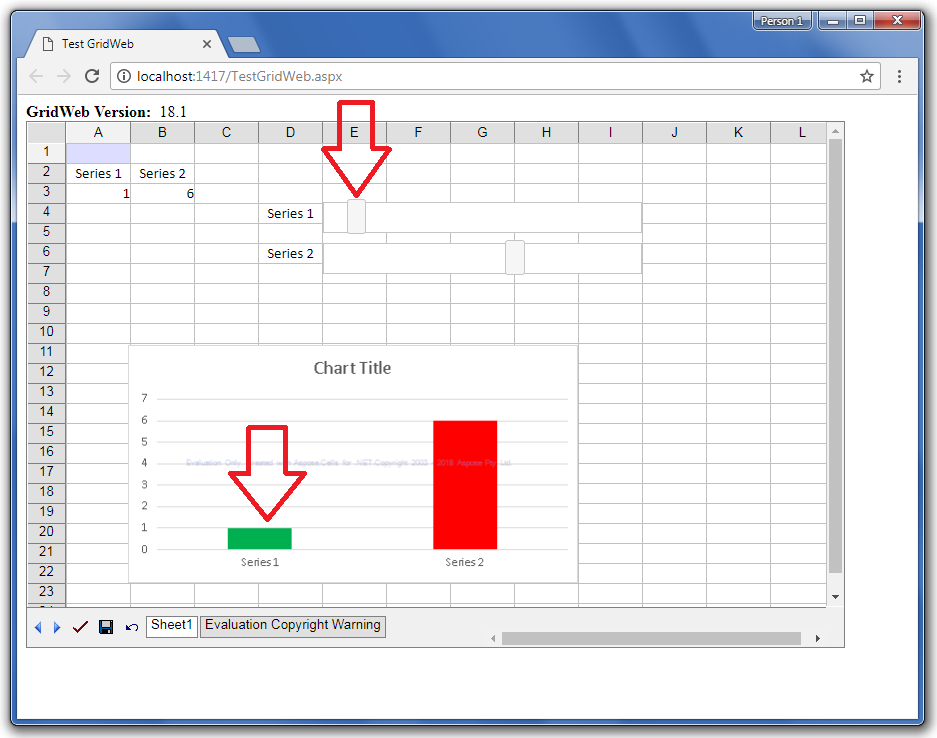 Person 1
Test GridWeb
localhost:1417/TestGridWeb.aspx
GridWeb Version: 18.1
A B C D E F G H I J K L
1
2 Series 1 Series 2
3 1 6
4 Series 1
5
6 Series 2
7
8
9
10
11
12 Chart Title
13 7
14 6
15 5
16 4 Evaluation Only. Created with Aspose.Cells for .NET.Copyright 2003 - 2018 Aspose Pty Ltd.
17
18 3
19 2
20 1
21 0
22 Series 1 Series 2
23
Sheet1 Evaluation Copyright Warning